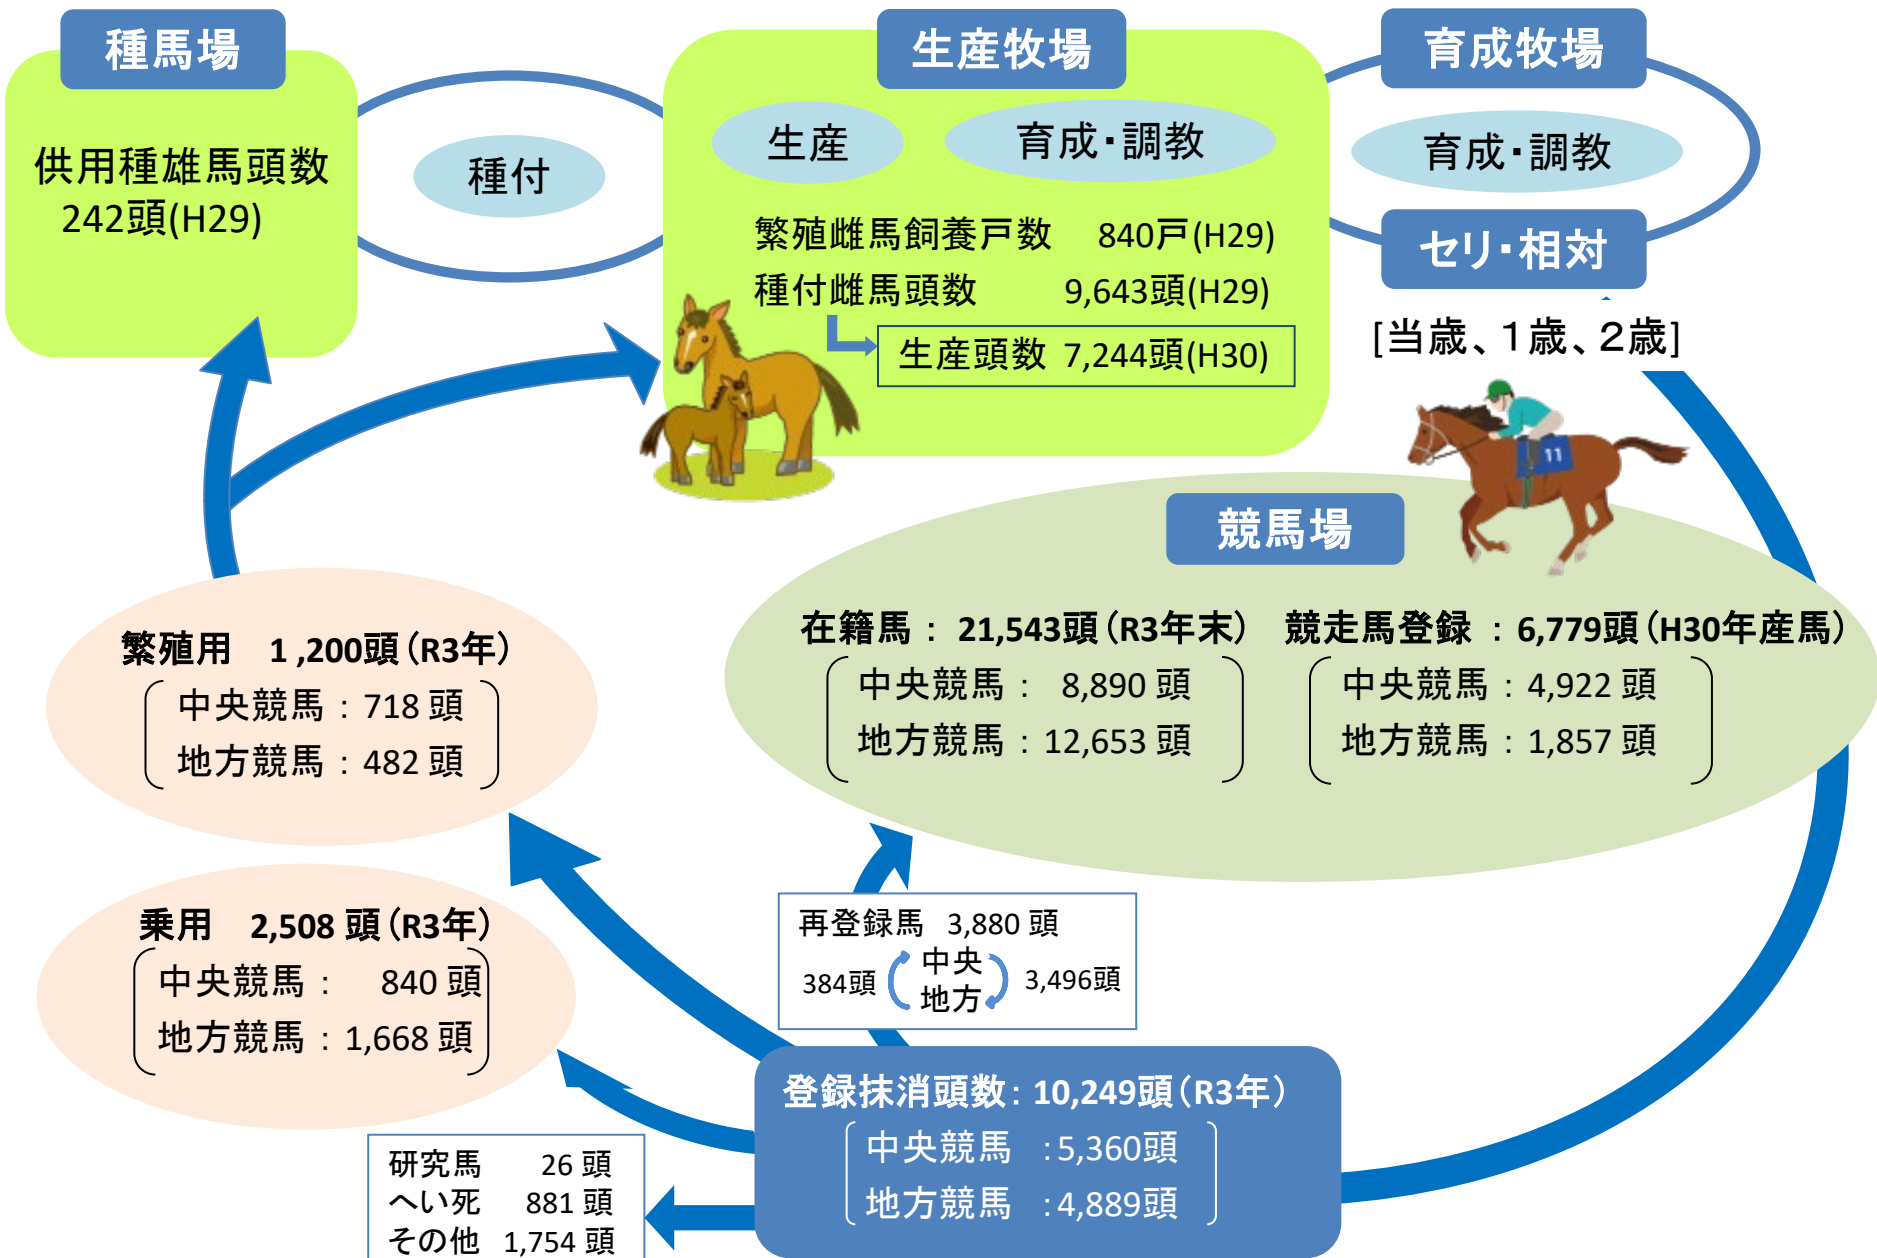 種馬場
供用種雄馬頭数
242頭(H29)
種付
生産牧場
生産
育成・調教
繁殖雌馬飼養戸数 840戸(H29)
種付雌馬頭数 9,643頭(H29)
生産頭数 7,244頭(H30)
育成牧場
育成・調教
セリ・相対
[当歳、1歳、2歳]
11
競馬場
在籍馬 : 21,543頭(R3年末)
中央競馬 : 8,890 頭
地方競馬 : 12,653 頭
競走馬登録 : 6,779頭(H30年産馬)
中央競馬 : 4,922 頭
地方競馬 : 1,857 頭
繁殖用 1 ,200頭(R3年)
中央競馬 : 718 頭
地方競馬 : 482 頭
乗用 2,508 頭(R3年)
中央競馬 : 840 頭
地方競馬 : 1,668 頭
再登録馬 3,880 頭
384頭 中央 3,496頭
地方
登録抹消頭数: 10,249頭(R3年)
中央競馬 :5,360頭
地方競馬 :4,889頭
研究馬 26 頭
へい死 881 頭
その他 1,754 頭